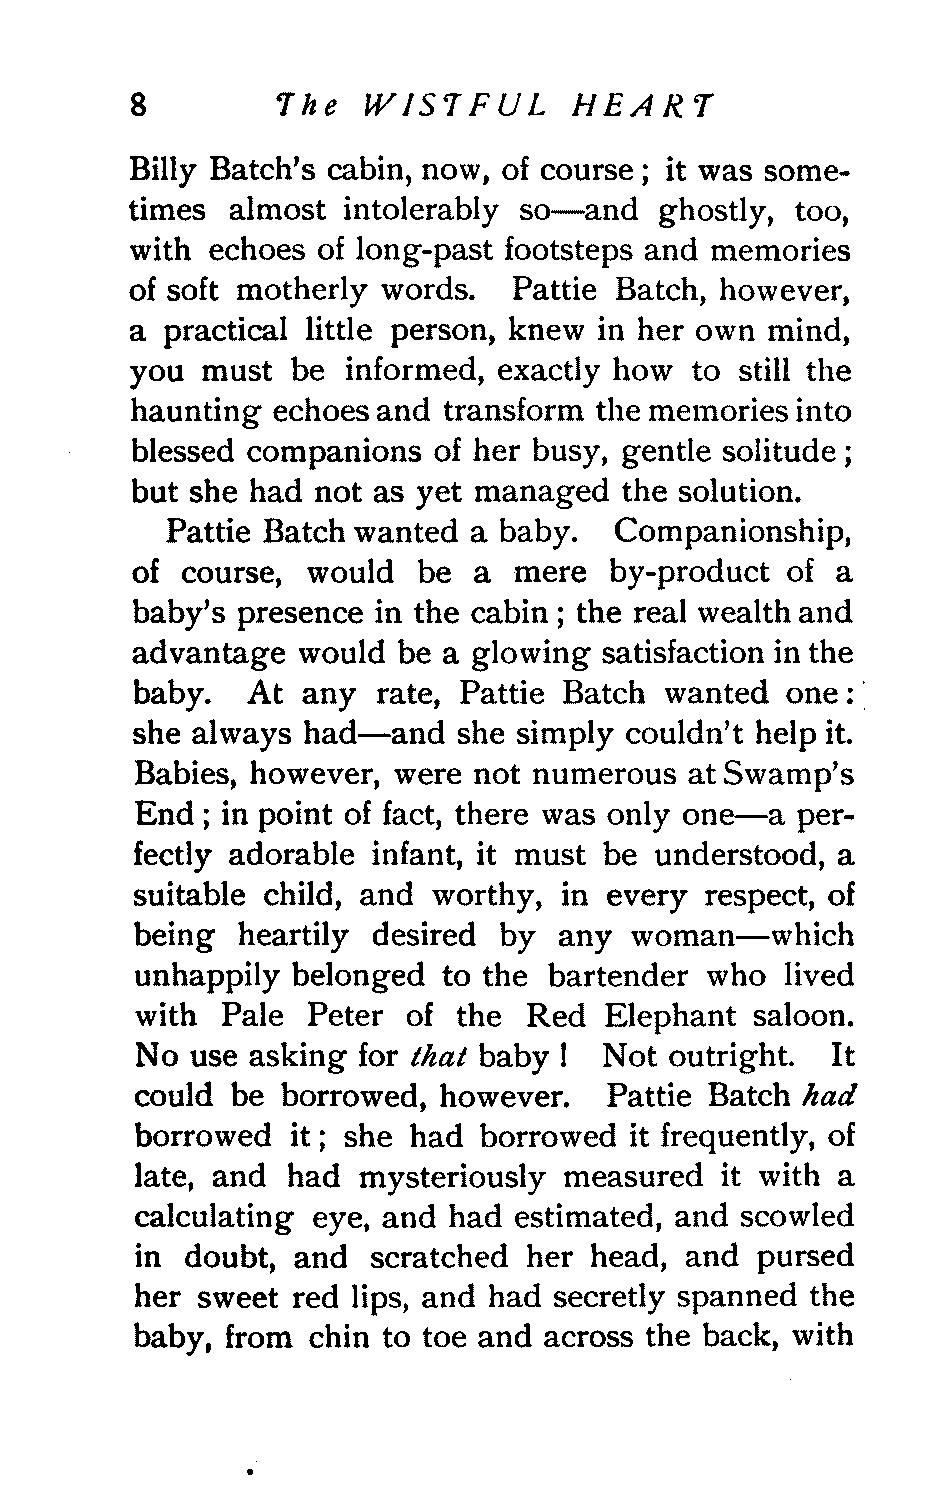 8 The WISTFUL HEART
Billy Batch's cabin, now, of course; it was some-
times almost intolerably so—and ghostly, too,
with echoes of long-past footsteps and memories
of soft motherly words. Pattie Batch, however,
a practical little person, knew in her own mind,
you must be informed, exactly how to still the
haunting echoes and transform the memories into
blessed companions of her busy, gentle solitude;
but she had not as yet managed the solution.
Pattie Batch wanted a baby. Companionship,
of course, would be a mere by-product of a
baby's presence in the cabin; the real wealth and
advantage would be a glowing satisfaction in the
baby. At any rate, Pattie Batch wanted one:
she always had—and she simply couldn't help it.
Babies, however, were not numerous at Swamp's
End; in point of fact, there was only one—a per-
fectly adorable infant, it must be understood, a
suitable child, and worthy, in every respect, of
being heartily desired by any woman—which
unhappily belonged to the bartender who lived
with Pale Peter of the Red Elephant saloon.
No use asking for that baby! Not outright. It
could be borrowed, however. Pattie Batch had
borrowed it; she had borrowed it frequently, of
late, and had mysteriously measured it with a
calculating eye, and had estimated, and scowled
in doubt, and scratched her head, and pursed
her sweet red lips, and had secretly spanned the
baby, from chin to toe and across the back, with